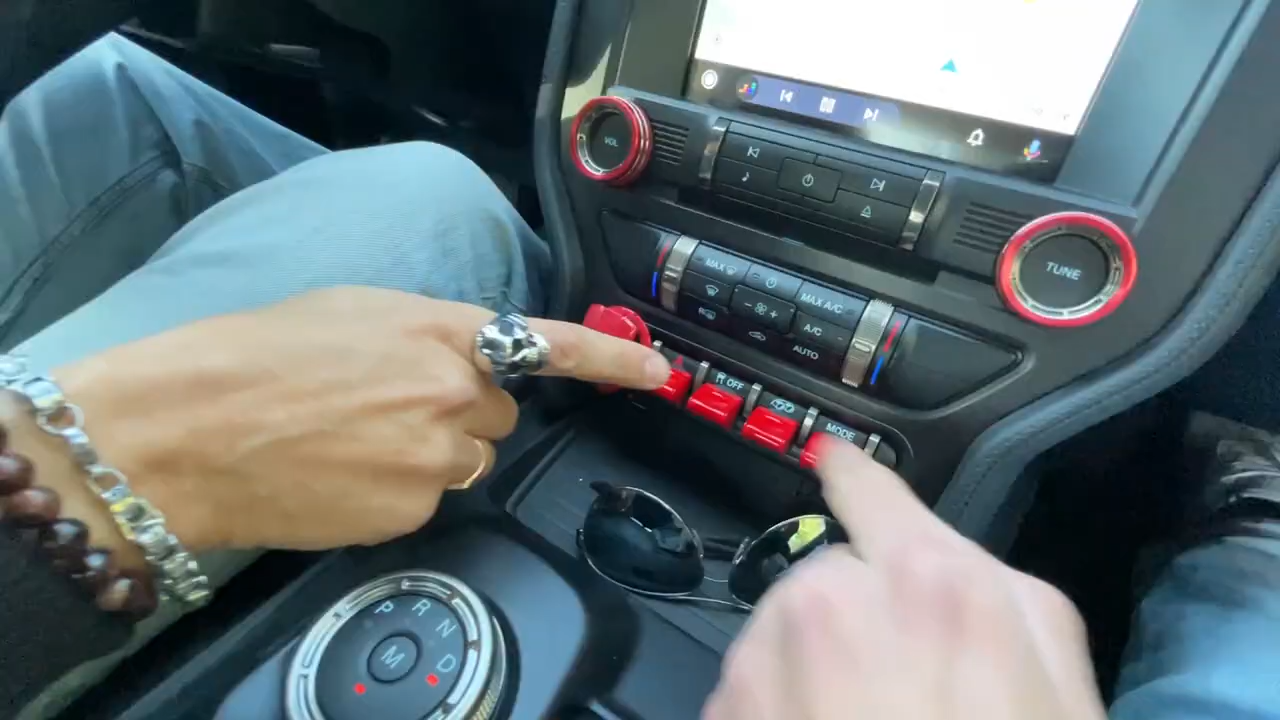 VOL
TUNE
MAX
MAX A/C
A/C
AUTO
OFF
MODE
P R N D
M